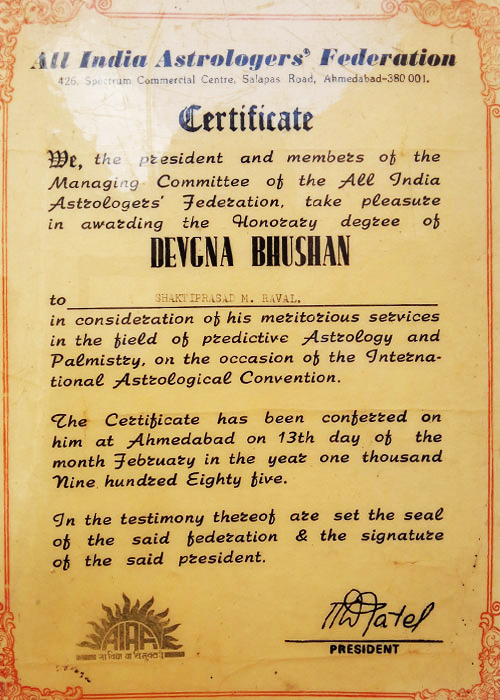 All India Astrologers' Federation
426, Spectrum Commercial Centre, Salapas Road, Ahmedabad-380 001.
Certificate
We, the president and members of the
Managing Committee of the All India
Astrologers' Federation, take pleasure
in awarding the Honorary degree of
DEVGNA BHUSHAN
to SHAKTIPRASAD M. RAVAL.
in consideration of his meritorious services
in the field of predictive Astrology and
Palmistry, on the occasion of the Interna-
tional Astrological Convention.
The Certificate has been conferred on
him at Ahmedabad on 13th day of the
month February in the year one thousand
Nine hundred Eighty five.
In the testimony thereof are set the seal
of the said federation & the signature
of the said president.
AIAF
Patel
PRESIDENT